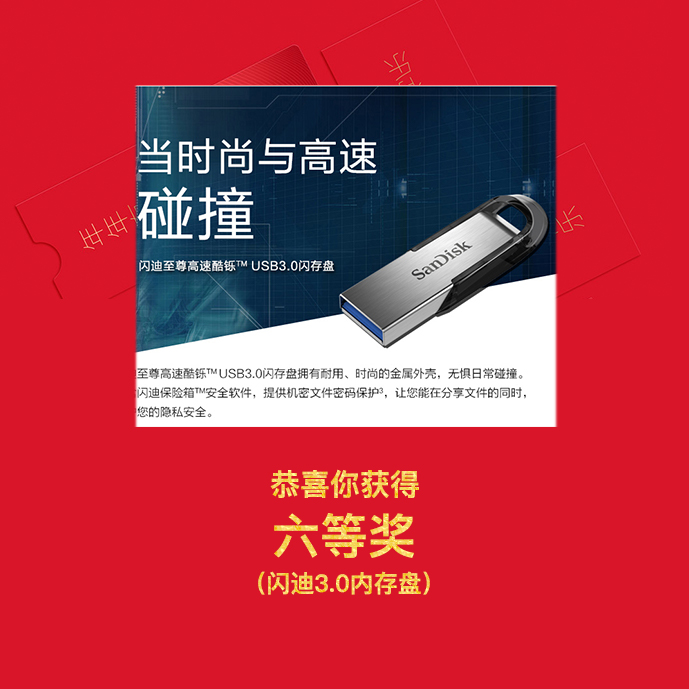 当时尚与高速
碰撞
闪迪至尊高速酷铄™ USB3.0闪存盘
SanDisk
至尊高速酷铄™USB3.0闪存盘拥有耐用、时尚的金属外壳，无惧日常碰撞。
闪迪保险箱™安全软件，提供机密文件密码保护³，让您能在分享文件的同时，
您的隐私安全。
恭喜你获得
六等奖
（闪迪3.0内存盘）